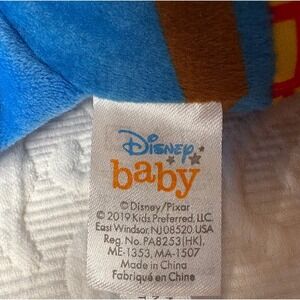 Disney
baby
©Disney/Pixar
© 2019 Kids Preferred, LLC.
East Windsor, NJ 08520 USA
Reg. No. PA8253(HK),
ME-1353, MA-1507
Made in China
Fabriqué en Chine